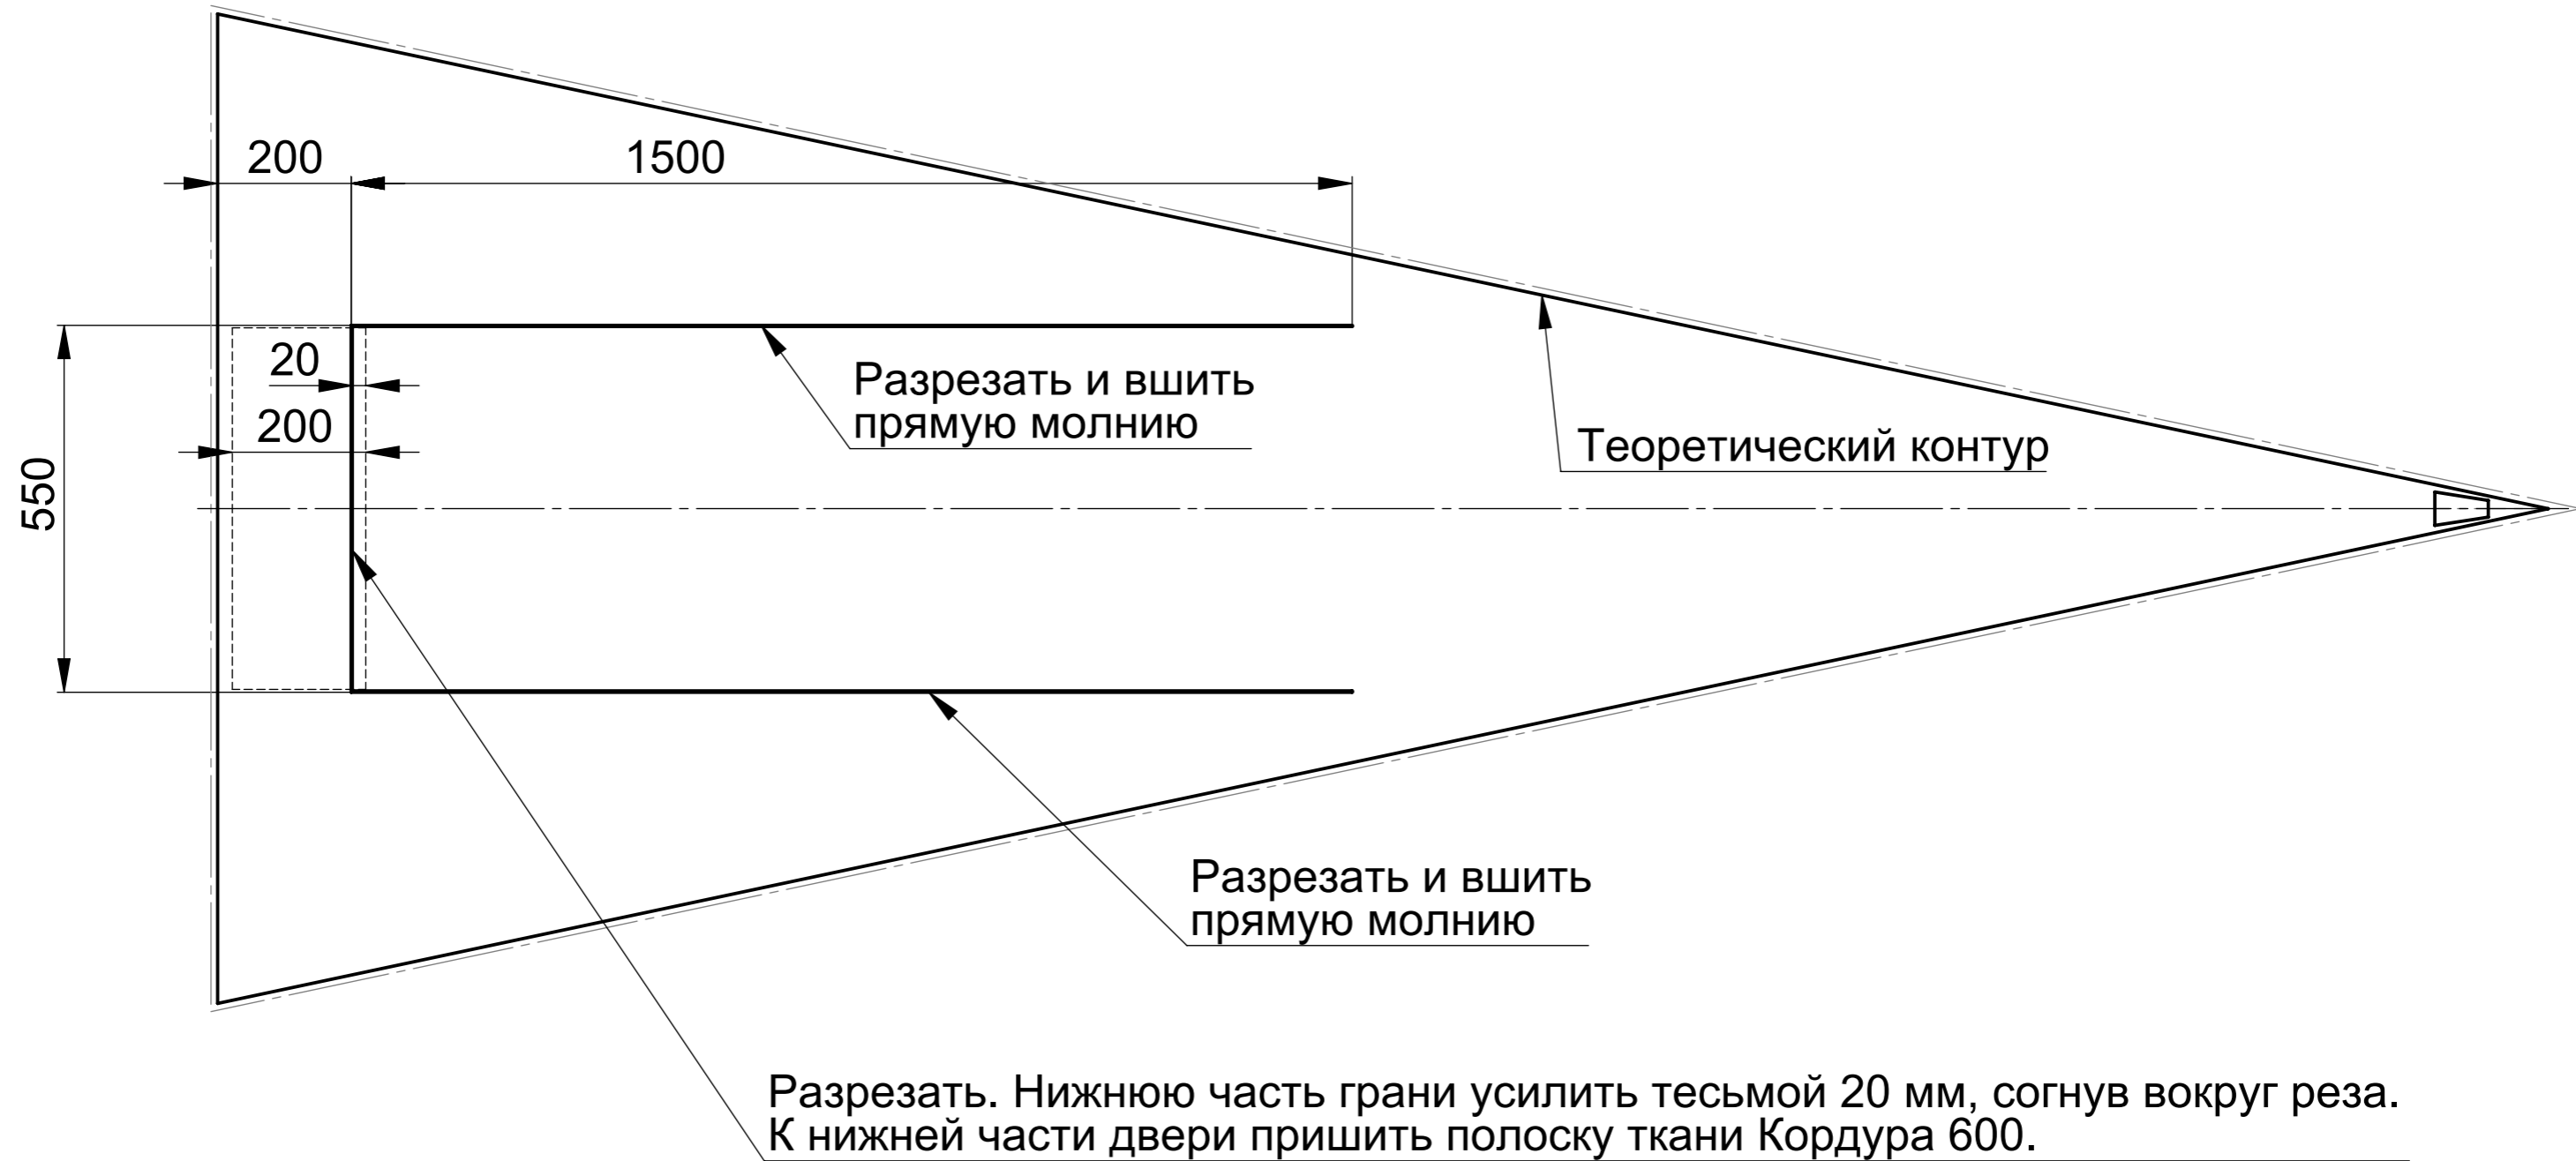 200
1500
20
200
550
Разрезать и вшить
прямую молнию
Теоретический контур
Разрезать и вшить
прямую молнию
Разрезать. Нижнюю часть грани усилить тесьмой 20 мм, согнув вокруг реза.
К нижней части двери пришить полоску ткани Кордура 600.